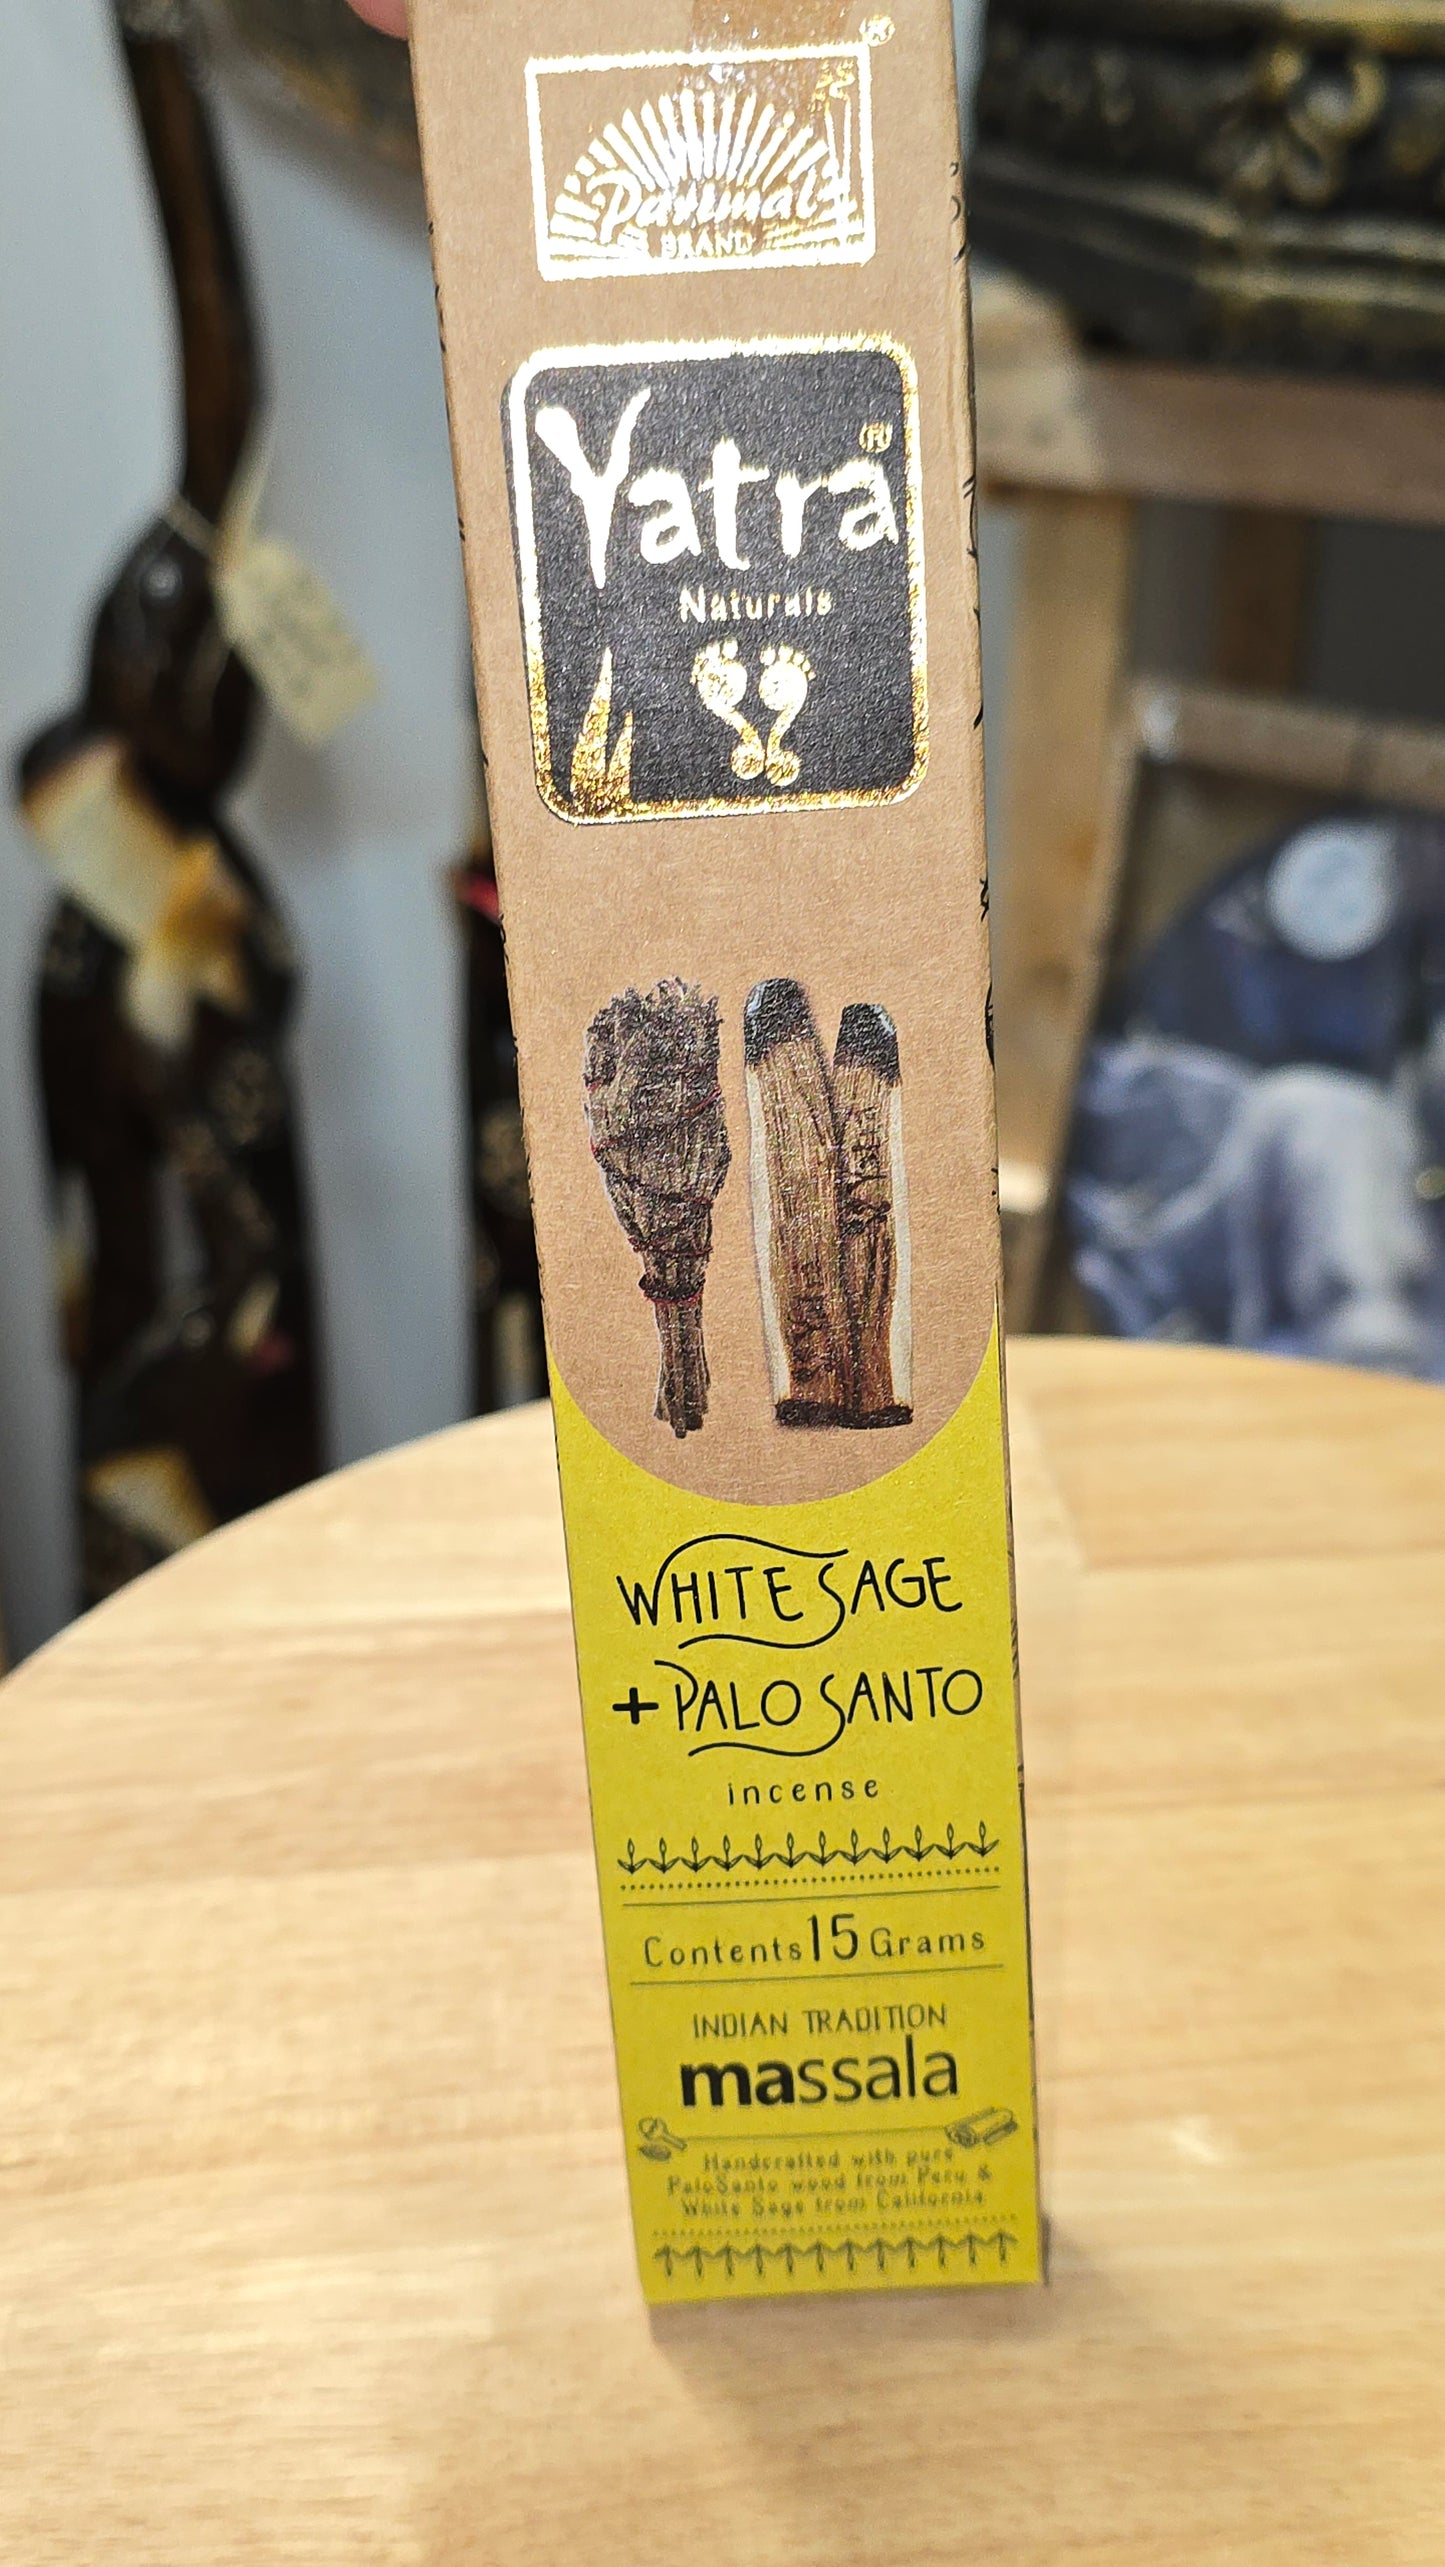 Parimal
BRAND
Yatra®
Naturals
WHITE SAGE
+ PALO SANTO
incense
Contents 15 Grams
INDIAN TRADITION
massala
Handcrafted with pure
PaloSanto wood from Peru &
White Sage from California